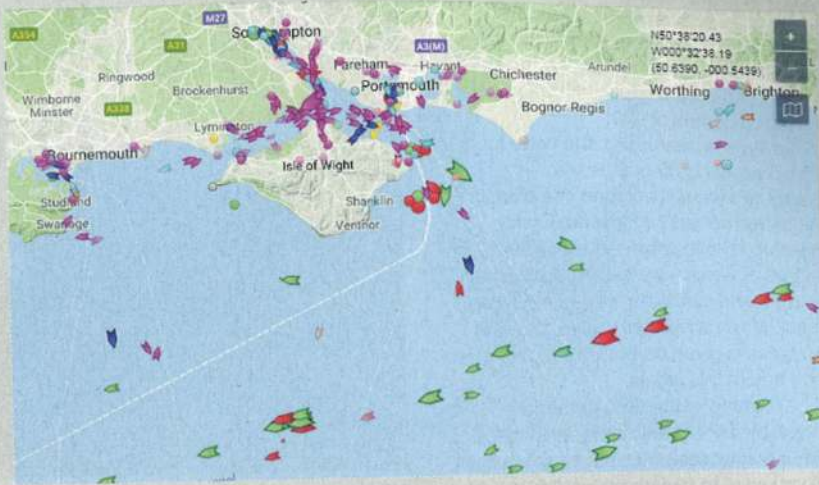 M27
A354
A31
Southampton
A3(M)
N50°38'20.43
W000°32'38.19
(50.6390, -000.5439)
+
Ringwood
Fareham
Havant
Chichester
Arundel
Wimborne
Minster
Brockenhurst
Portsmouth
Worthing
Brighton
A338
Bognor Regis
Lymington
Bournemouth
Isle of Wight
Studland
Shanklin
Swanage
Ventnor